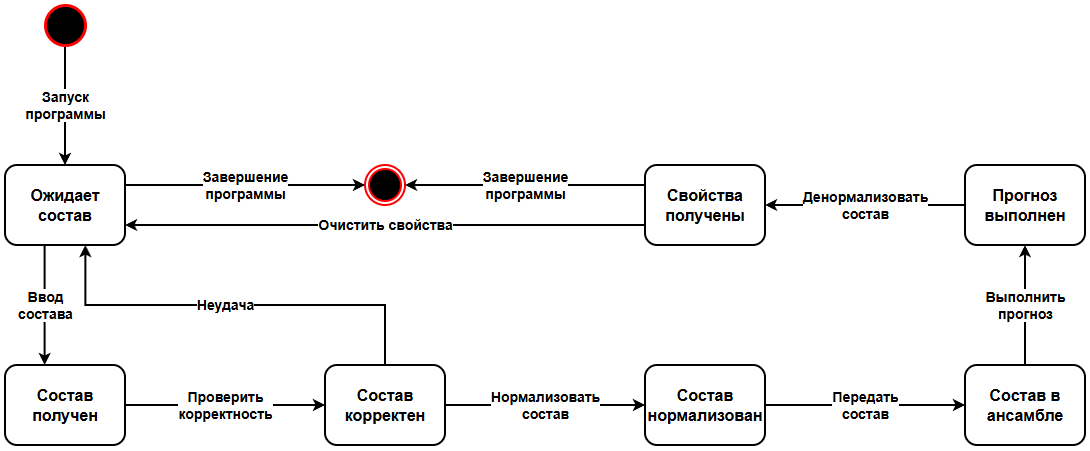 Запуск
программы
Ожидает
состав
Завершение
программы
Завершение
программы
Свойства
получены
Денормализовать
состав
Прогноз
выполнен
Очистить свойства
Ввод
состава
Неудача
Выполнить
прогноз
Состав
получен
Проверить
корректность
Состав
корректен
Нормализовать
состав
Состав
нормализован
Передать
состав
Состав в
ансамбле